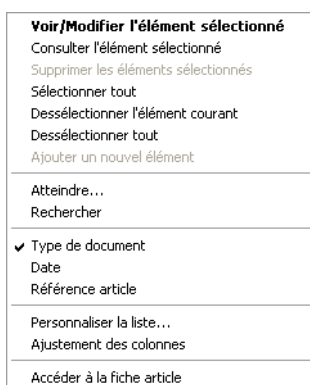 Voir/Modifier l'élément sélectionné
Consulter l'élément sélectionné
Supprimer les éléments sélectionnés
Sélectionner tout
Dessélectionner l'élément courant
Dessélectionner tout
Ajouter un nouvel élément
Atteindre...
Rechercher
Type de document
Date
Référence article
Personnaliser la liste...
Ajustement des colonnes
Accéder à la fiche article